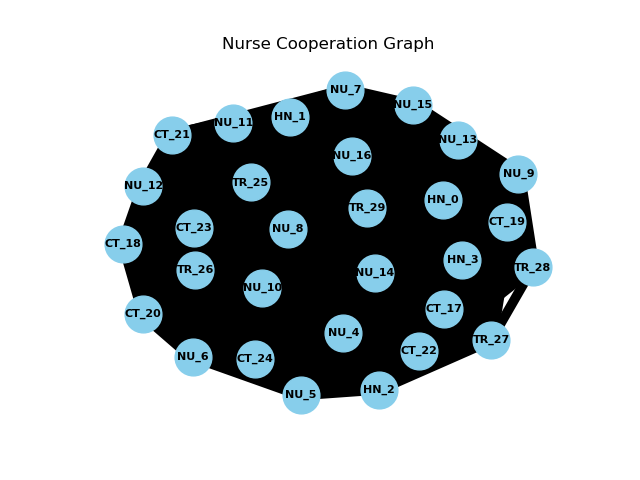 Nurse Cooperation Graph
NU_7
NU_15
HN_1
NU_11
CT_21
NU_13
NU_16
NU_9
TR_25
NU_12
HN_0
TR_29
CT_19
CT_23
NU_8
CT_18
HN_3
TR_28
TR_26
NU_14
NU_10
CT_17
CT_20
NU_4
TR_27
CT_22
NU_6
CT_24
HN_2
NU_5